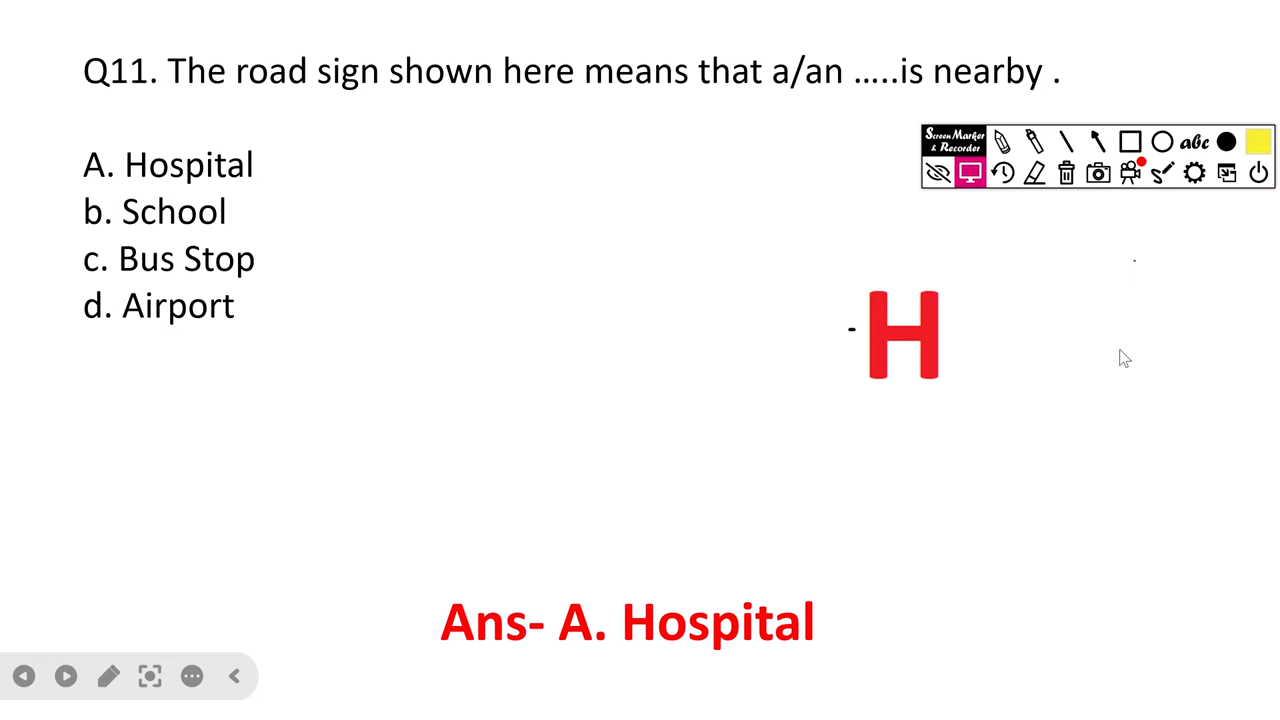 Q11. The road sign shown here means that a/an …..is nearby .
Screen Marker
& Recorder
abc
A. Hospital
b. School
c. Bus Stop
d. Airport
- H
Ans- A. Hospital